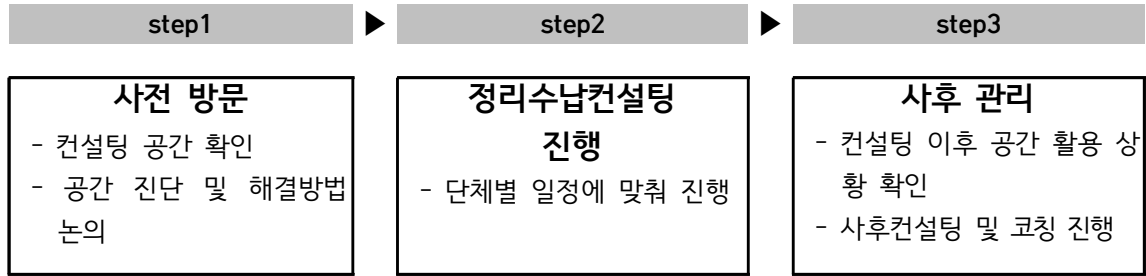 step1 ▶ step2 ▶ step3
사전 방문
- 컨설팅 공간 확인
- 공간 진단 및 해결방법
논의
정리수납컨설팅
진행
- 단체별 일정에 맞춰 진행
사후 관리
- 컨설팅 이후 공간 활용 상
황 확인
- 사후컨설팅 및 코칭 진행